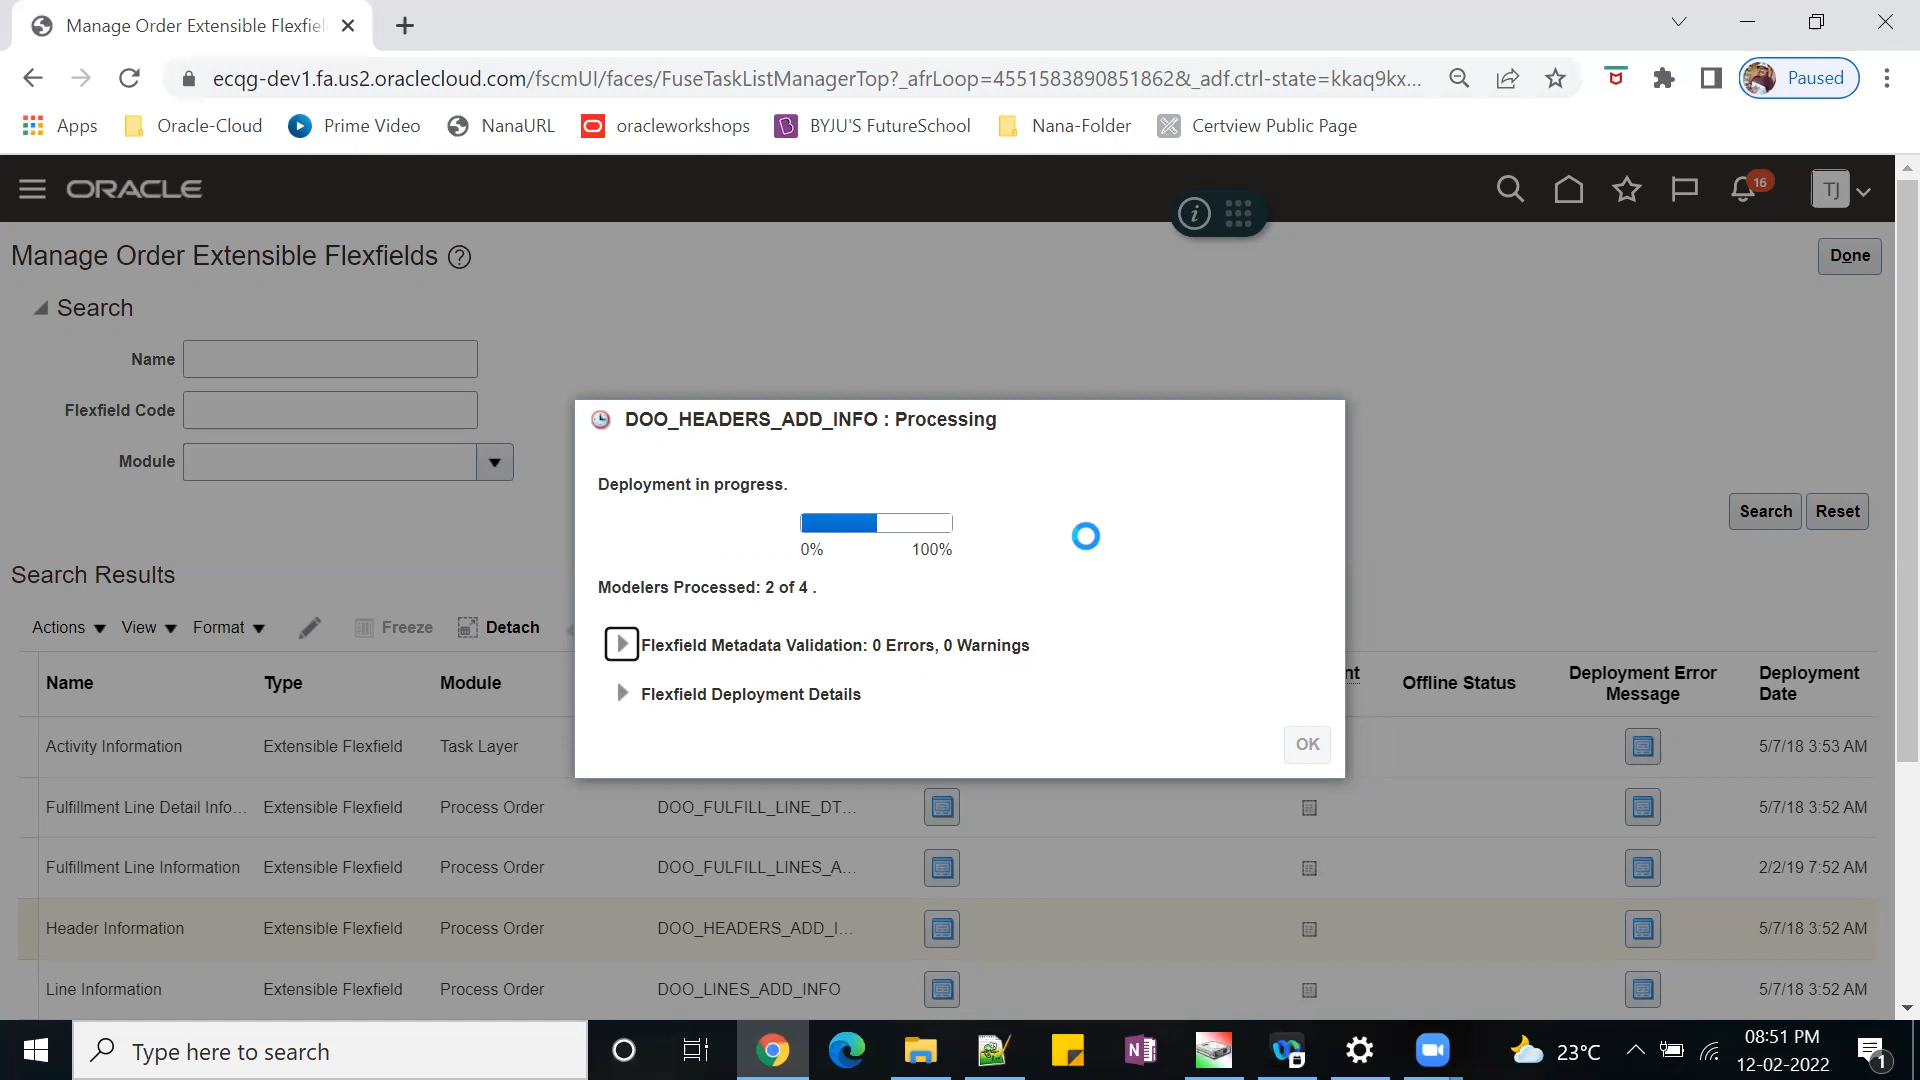 Manage Order Extensible Flexfiel
ecqg-dev1.fa.us2.oraclecloud.com/fscmUI/faces/FuseTaskListManagerTop?_afrLoop=4551583890851862&_adf.ctrl-state=kkaq9kx...
Paused
Apps
Oracle-Cloud
Prime Video
NanaURL
oracleworkshops
BYJU'S FutureSchool
Nana-Folder
Certview Public Page
ORACLE
16
TJ
Manage Order Extensible Flexfields
Done
Search
Name
Flexfield Code
Module
Search Reset
DOO_HEADERS_ADD_INFO : Processing
Deployment in progress.
0% 100%
Modelers Processed: 2 of 4 .
Flexfield Metadata Validation: 0 Errors, 0 Warnings
Flexfield Deployment Details
OK
Search Results
Actions View Format Freeze Detach
Name Type Module nt Offline Status Deployment Error Message Deployment Date
Activity Information Extensible Flexfield Task Layer 5/7/18 3:53 AM
Fulfillment Line Detail Info... Extensible Flexfield Process Order DOO_FULFILL_LINE_DT... 5/7/18 3:52 AM
Fulfillment Line Information Extensible Flexfield Process Order DOO_FULFILL_LINES_A... 2/2/19 7:52 AM
Header Information Extensible Flexfield Process Order DOO_HEADERS_ADD_I... 5/7/18 3:52 AM
Line Information Extensible Flexfield Process Order DOO_LINES_ADD_INFO 5/7/18 3:52 AM
Type here to search
23°C
08:51 PM
12-02-2022
1